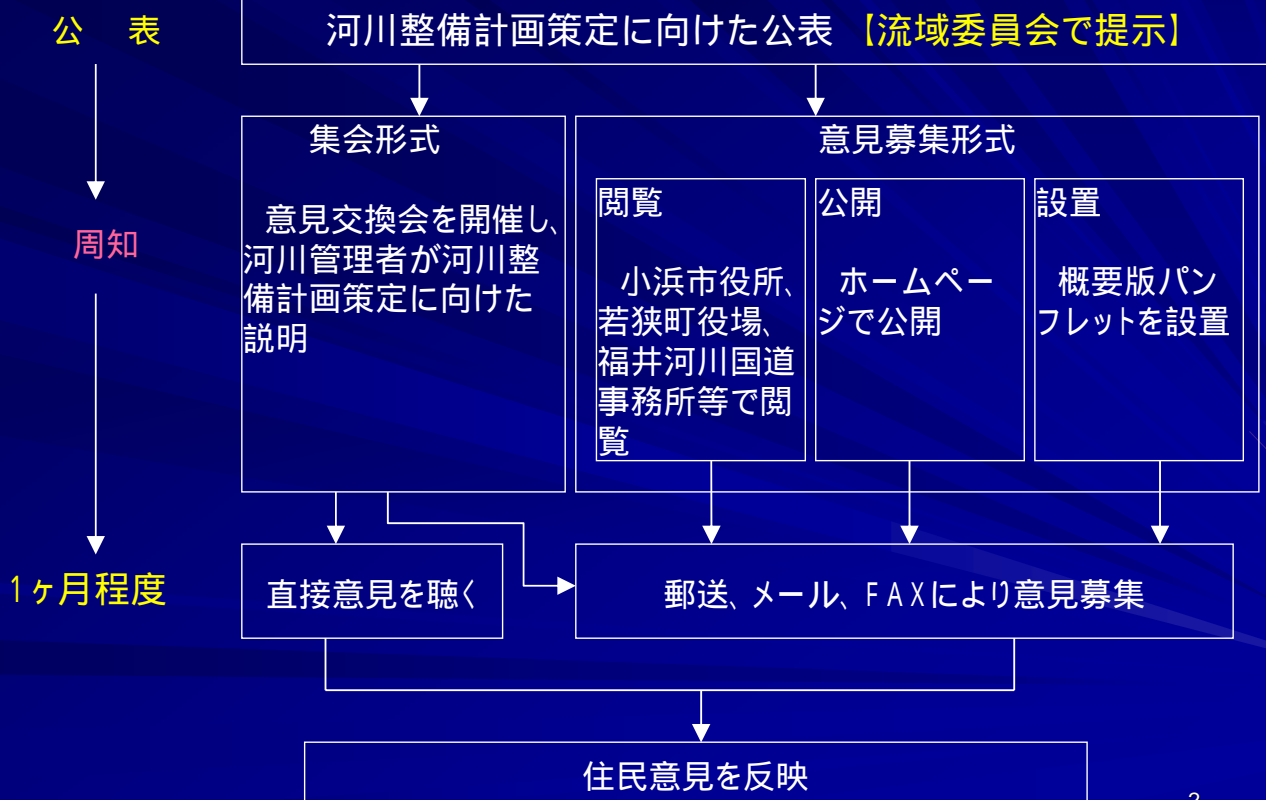 公　表
河川整備計画策定に向けた公表 【流域委員会で提示】
集会形式
意見交換会を開催し、
河川管理者が河川整
備計画策定に向けた
説明
意見募集形式
閲覧
小浜市役所、
若狭町役場、
福井河川国道
事務所等で閲
覧
公開
ホームペー
ジで公開
設置
概要版パン
フレットを設置
周知
1ヶ月程度
直接意見を聴く
郵送、メール、FAXにより意見募集
住民意見を反映